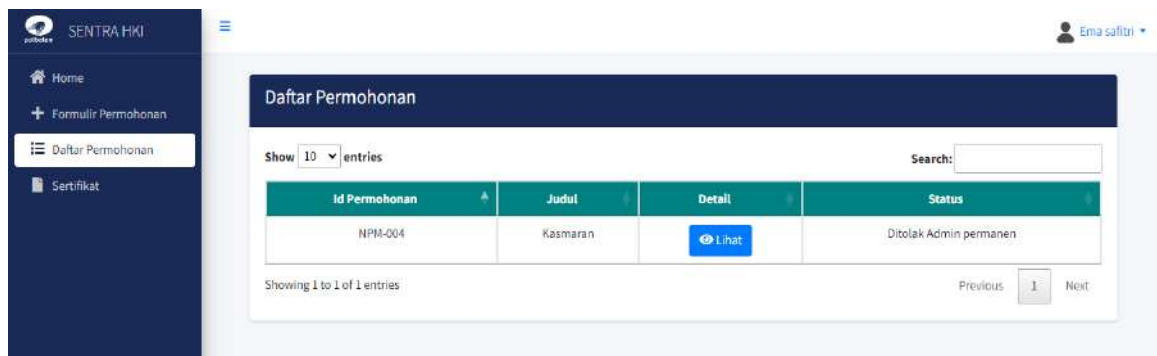 SENTRA HKI
Ema safitri
Home
Formulir Permohonan
Daftar Permohonan
Sertifikat
Daftar Permohonan
Show 10 entries
Search:
Id Permohonan Judul Detail Status
NPM-004 Kasmaran Lihat Ditolak Admin permanen
Showing 1 to 1 of 1 entries
Previous 1 Next